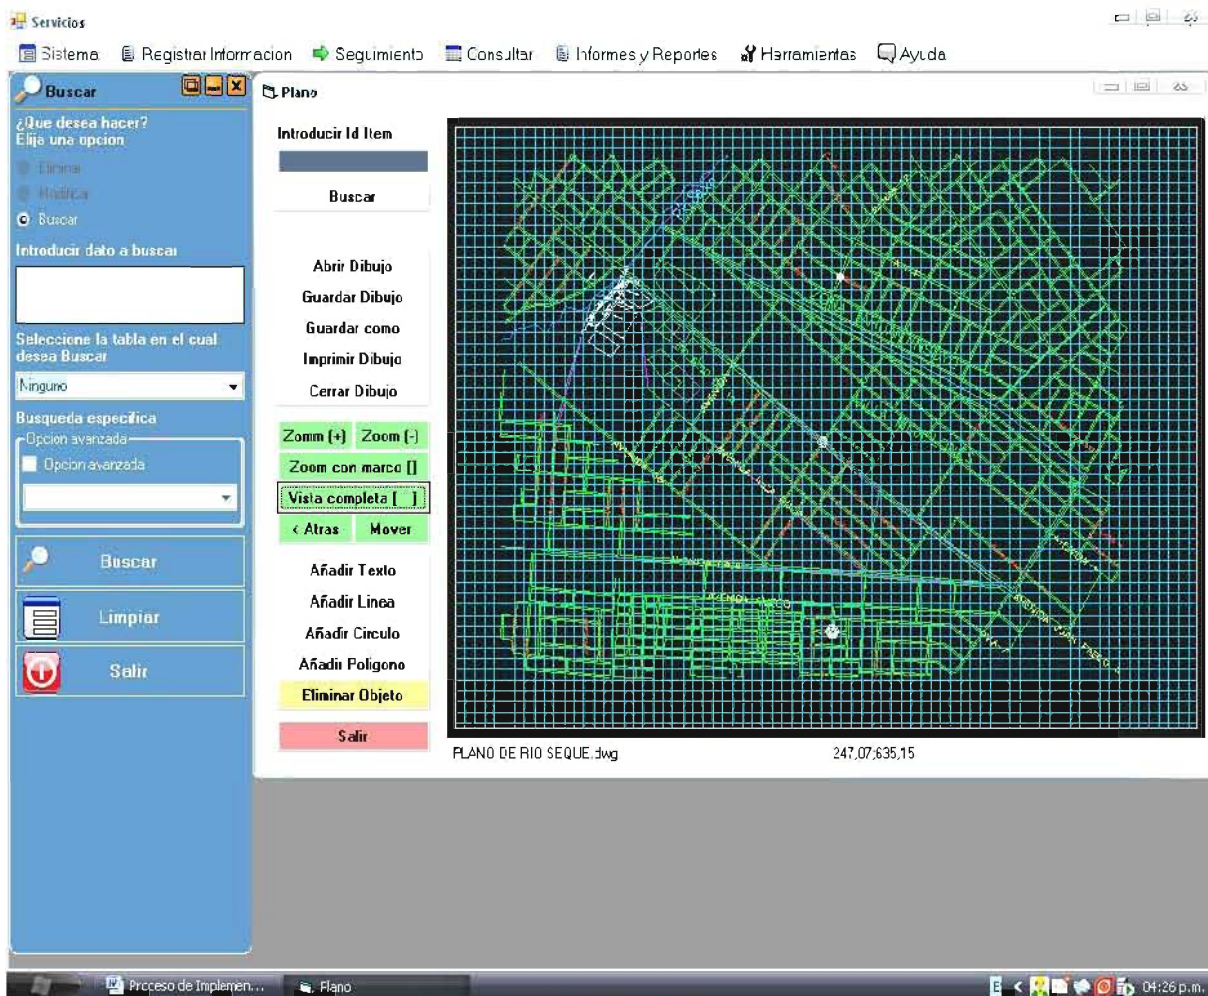 Servicios
Sistema Registrar Informacion Seguimiento Consultar Informes y Reportes Herramientas Ayuda
Buscar
¿Que desea hacer?
Elija una opcion
Eliminar
Modificar
Buscar
Introducir dato a buscar
Seleccione la tabla en el cual
desea Buscar
Ninguno
Busqueda especifica
Opcion avanzada
Opcion avanzada
Buscar
Limpiar
Salir
Plano
Introducir Id Item
Buscar
Abrir Dibujo
Guardar Dibujo
Guardar como
Imprimir Dibujo
Cerrar Dibujo
Zomm (+) Zoom (-)
Zoom con marco []
Vista completa [ ]
< Atras Mover
Añadir Texto
Añadir Linea
Añadir Circulo
Añadir Poligono
Eliminar Objeto
Salir
PLANO DE RIO SEQUE.dwg 247,07;635,15
Proceso de Implemen... Plano E < 04:26 p.m.